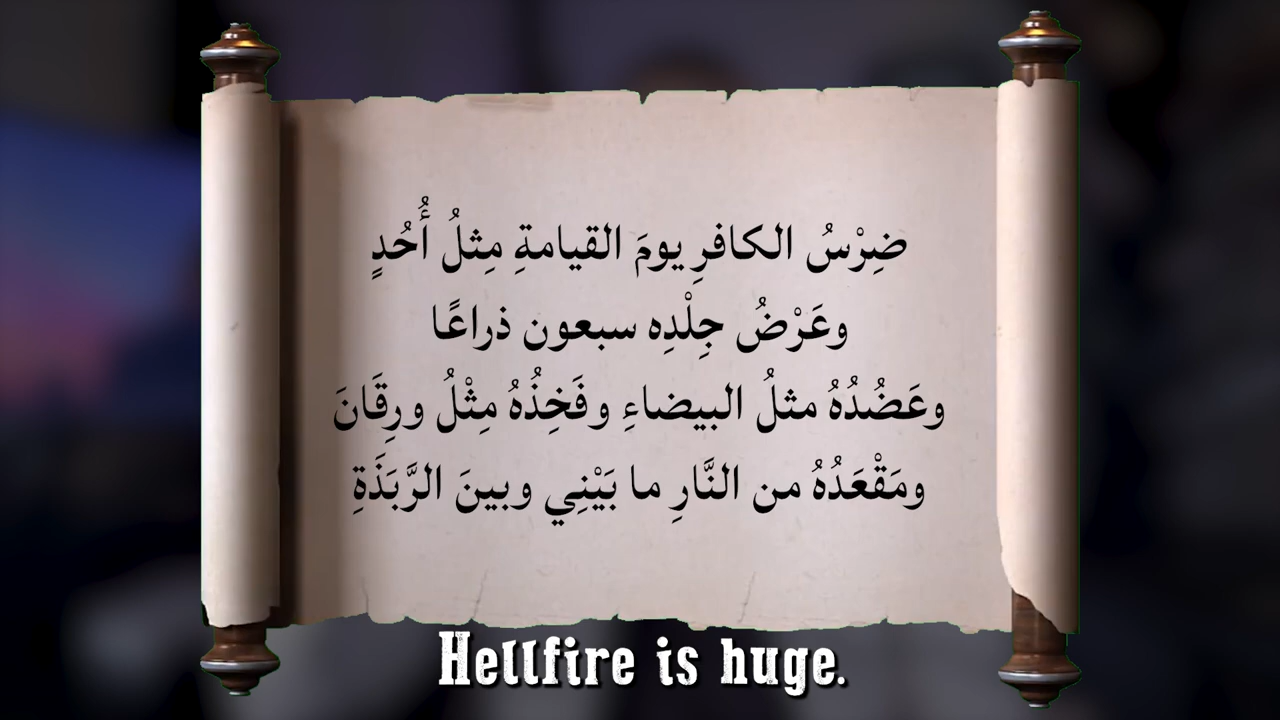 ضِرْسُ الكافرِ يومَ القيامةِ مِثلُ أُحُدٍ
وعَرْضُ جِلْدِه سبعون ذراعًا
وعَضُدُهُ مثلُ البيضاءِ وفَخِذُهُ مِثْلُ ورِقَانَ
ومَقْعَدُهُ من النَّارِ ما بَيْنِي وبينَ الرَّبَذَةِ
Hellfire is huge.